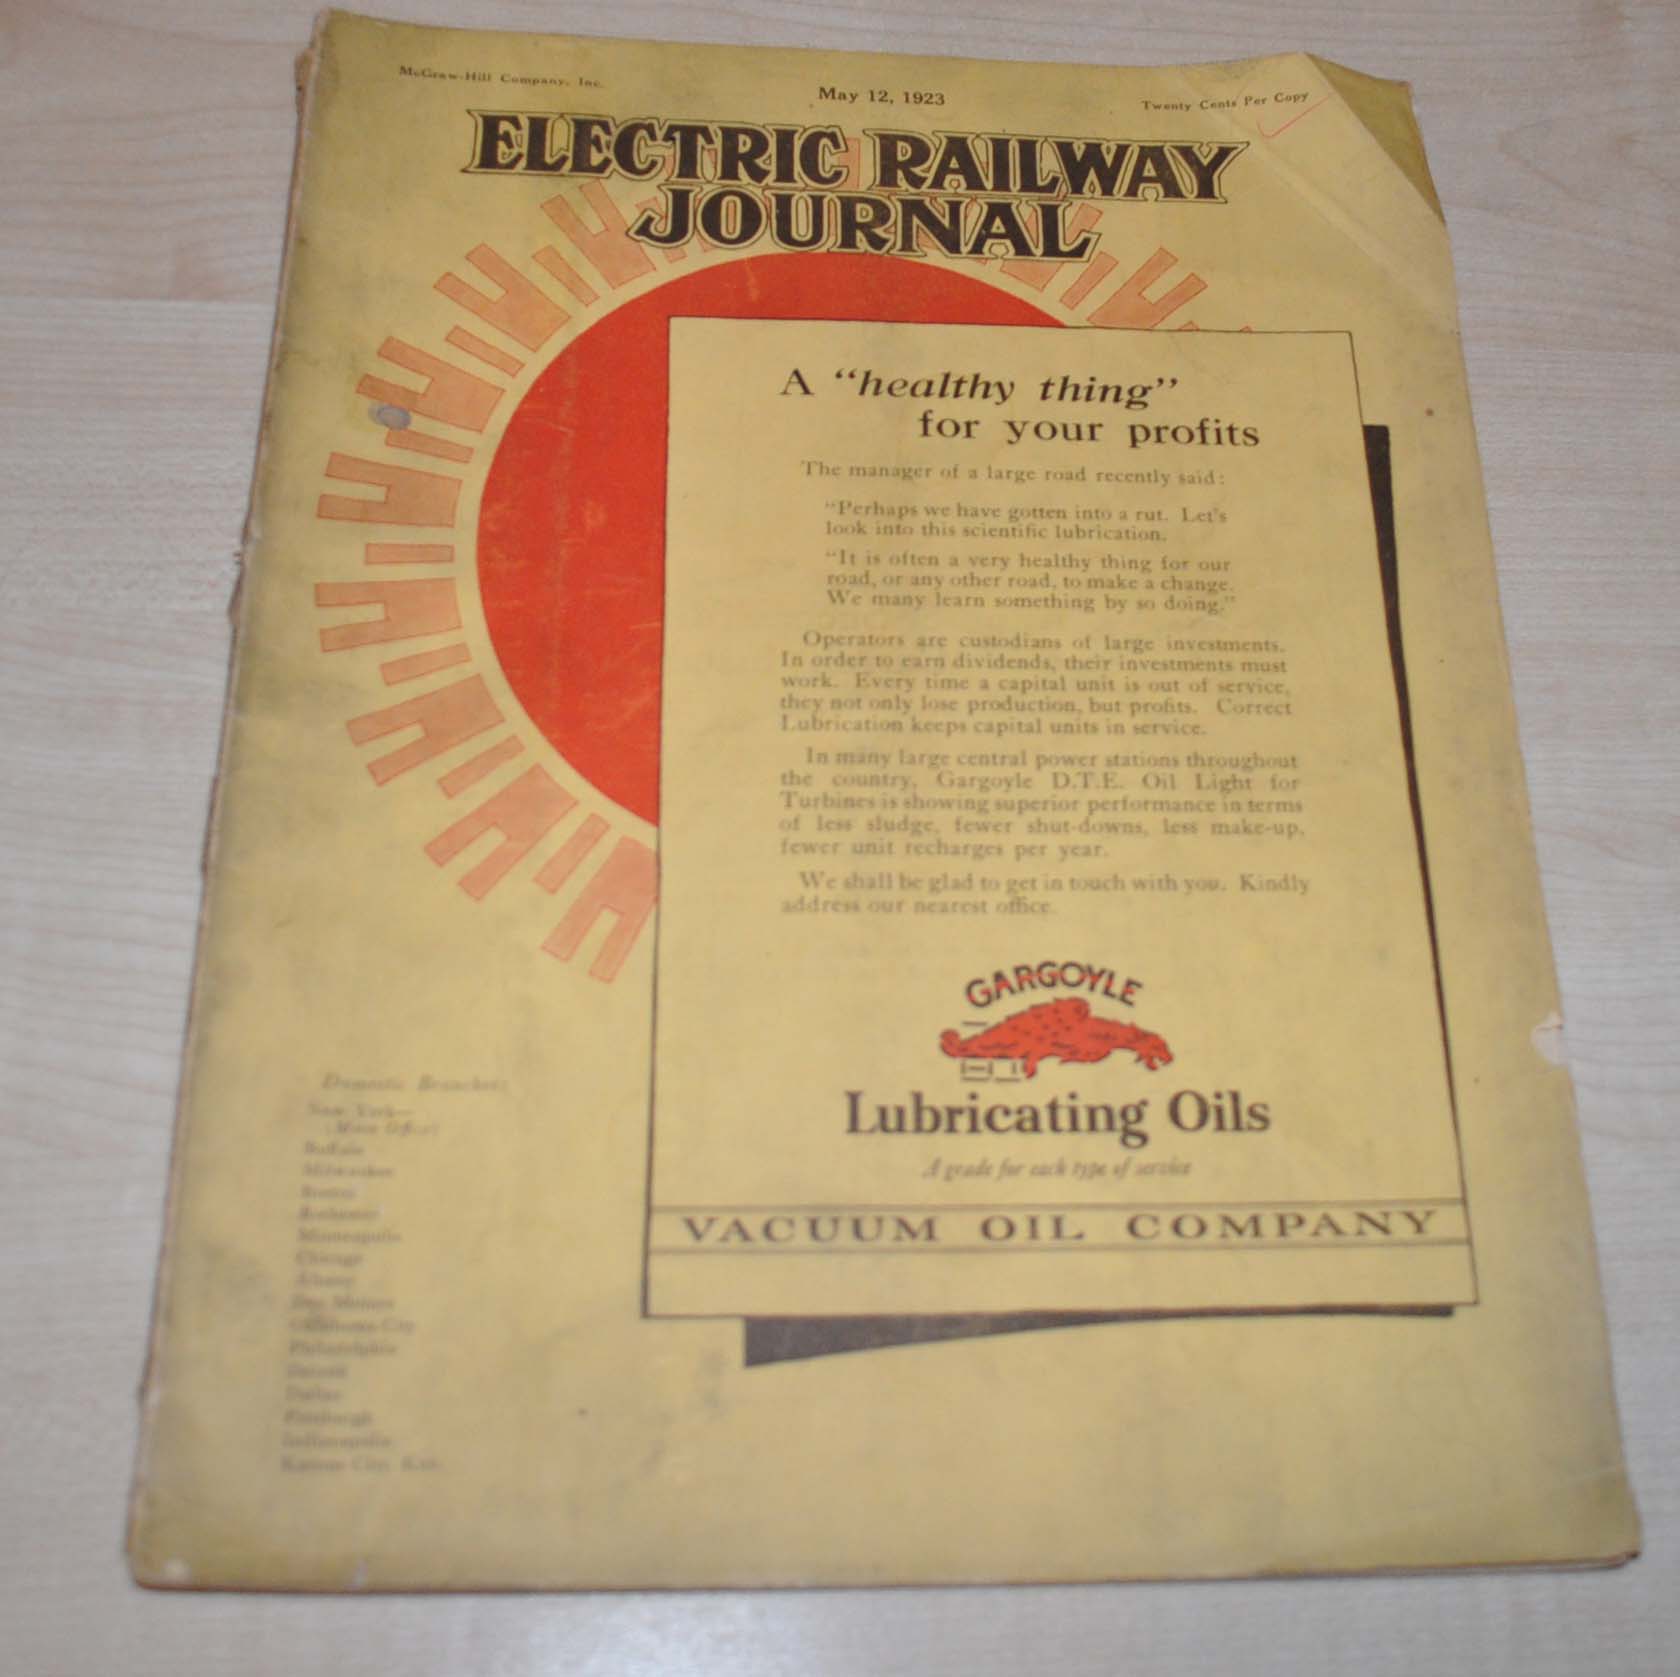 McGraw-Hill Company, Inc.
May 12, 1923
Twenty Cents Per Copy
ELECTRIC RAILWAY
JOURNAL
A “healthy thing”
for your profits
The manager of a large road recently said:
“Perhaps we have gotten into a rut. Let's
look into this scientific lubrication.
“It is often a very healthy thing for our
road, or any other road, to make a change.
We many learn something by so doing.”
Operators are custodians of large investments.
In order to earn dividends, their investments must
work. Every time a capital unit is out of service,
they not only lose production, but profits. Correct
Lubrication keeps capital units in service.
In many large central power stations throughout
the country, Gargoyle D.T.E. Oil Light for
Turbines is showing superior performance in terms
of less sludge, fewer shut-downs, less make-up,
fewer unit recharges per year.
We shall be glad to get in touch with you. Kindly
address our nearest office.
GARGOYLE
Lubricating Oils
A grade for each type of service
VACUUM OIL COMPANY
Domestic Branches:
New York—
(Main Office)
Buffalo
Milwaukee
Boston
Rochester
Minneapolis
Chicago
Albany
Des Moines
Oklahoma City
Philadelphia
Detroit
Dallas
Pittsburgh
Indianapolis
Kansas City, Kan.